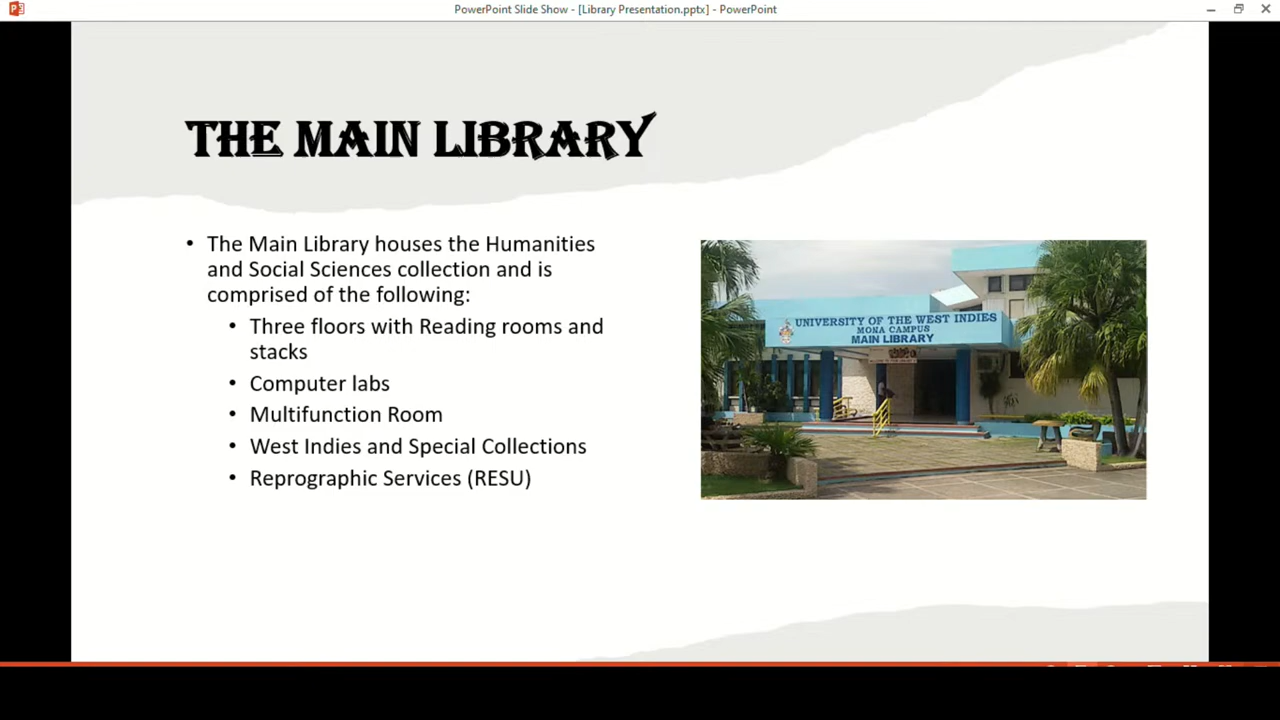 PowerPoint Slide Show - [Library Presentation.pptx] - PowerPoint
THE MAIN LIBRARY
• The Main Library houses the Humanities
and Social Sciences collection and is
comprised of the following:
• Three floors with Reading rooms and
stacks
• Computer labs
• Multifunction Room
• West Indies and Special Collections
• Reprographic Services (RESU)
UNIVERSITY OF THE WEST INDIES
MONA CAMPUS
MAIN LIBRARY